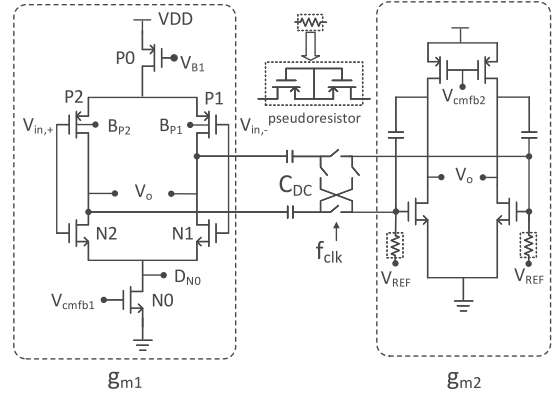 VDD
P0
V_B1
P2
P1
V_in,+
B_P2
B_P1
V_in,-
pseudoresistor
V_cmfb2
V_o
C_DC
V_o
N2
N1
f_clk
D_N0
V_REF
V_REF
V_cmfb1
N0
g_m1
g_m2